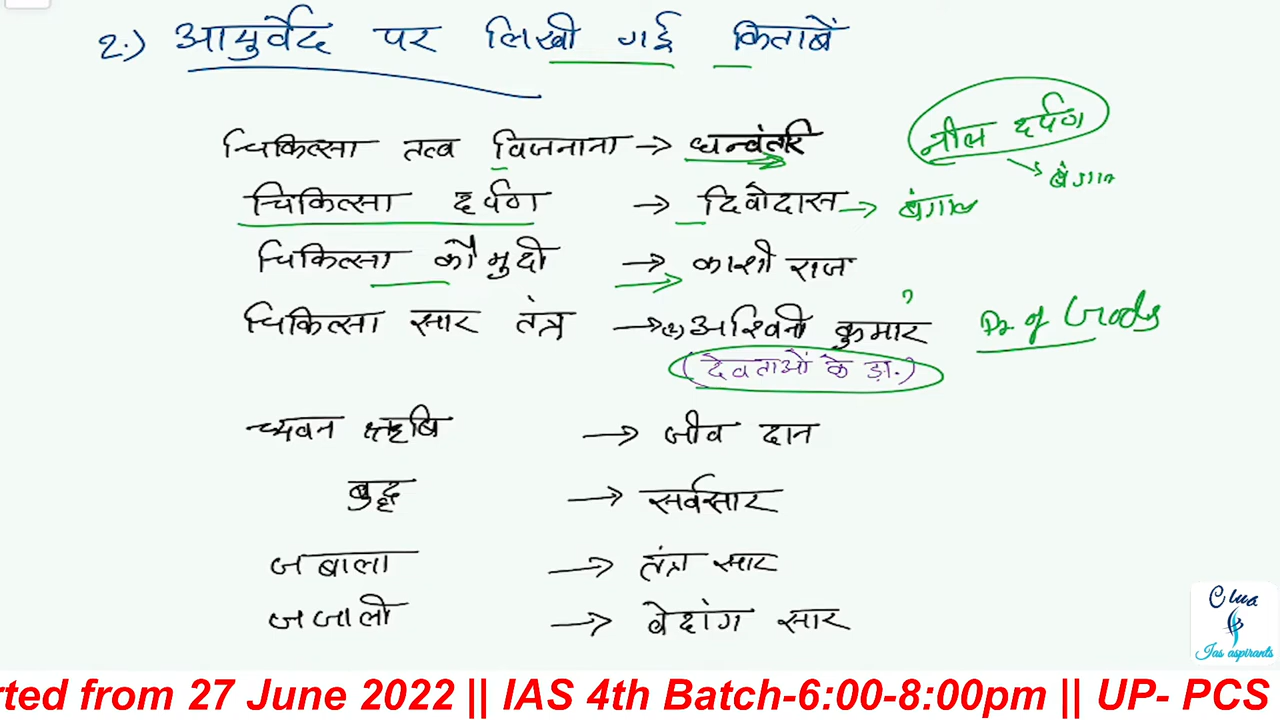 2.) आयुर्वेद पर लिखी गई किताबें
चिकित्सा तत्व विजनाना → धन्वंतरि
नील दर्पण → बंगाल
चिकित्सा दर्पण → दिवोदास → बंगाल
चिकित्सा कौमुदी → काशी राज
चिकित्सा सार तंत्र → अश्विनी कुमार Dr of Gods
(देवताओं के डा.)
च्यवन ऋषि → जीव दान
बुद्ध → सर्वसार
जबाला → तंत्रा सार
जजाली → वेदांग सार
Clue
Ias aspirants
rted from 27 June 2022 || IAS 4th Batch-6:00-8:00pm || UP- PCS